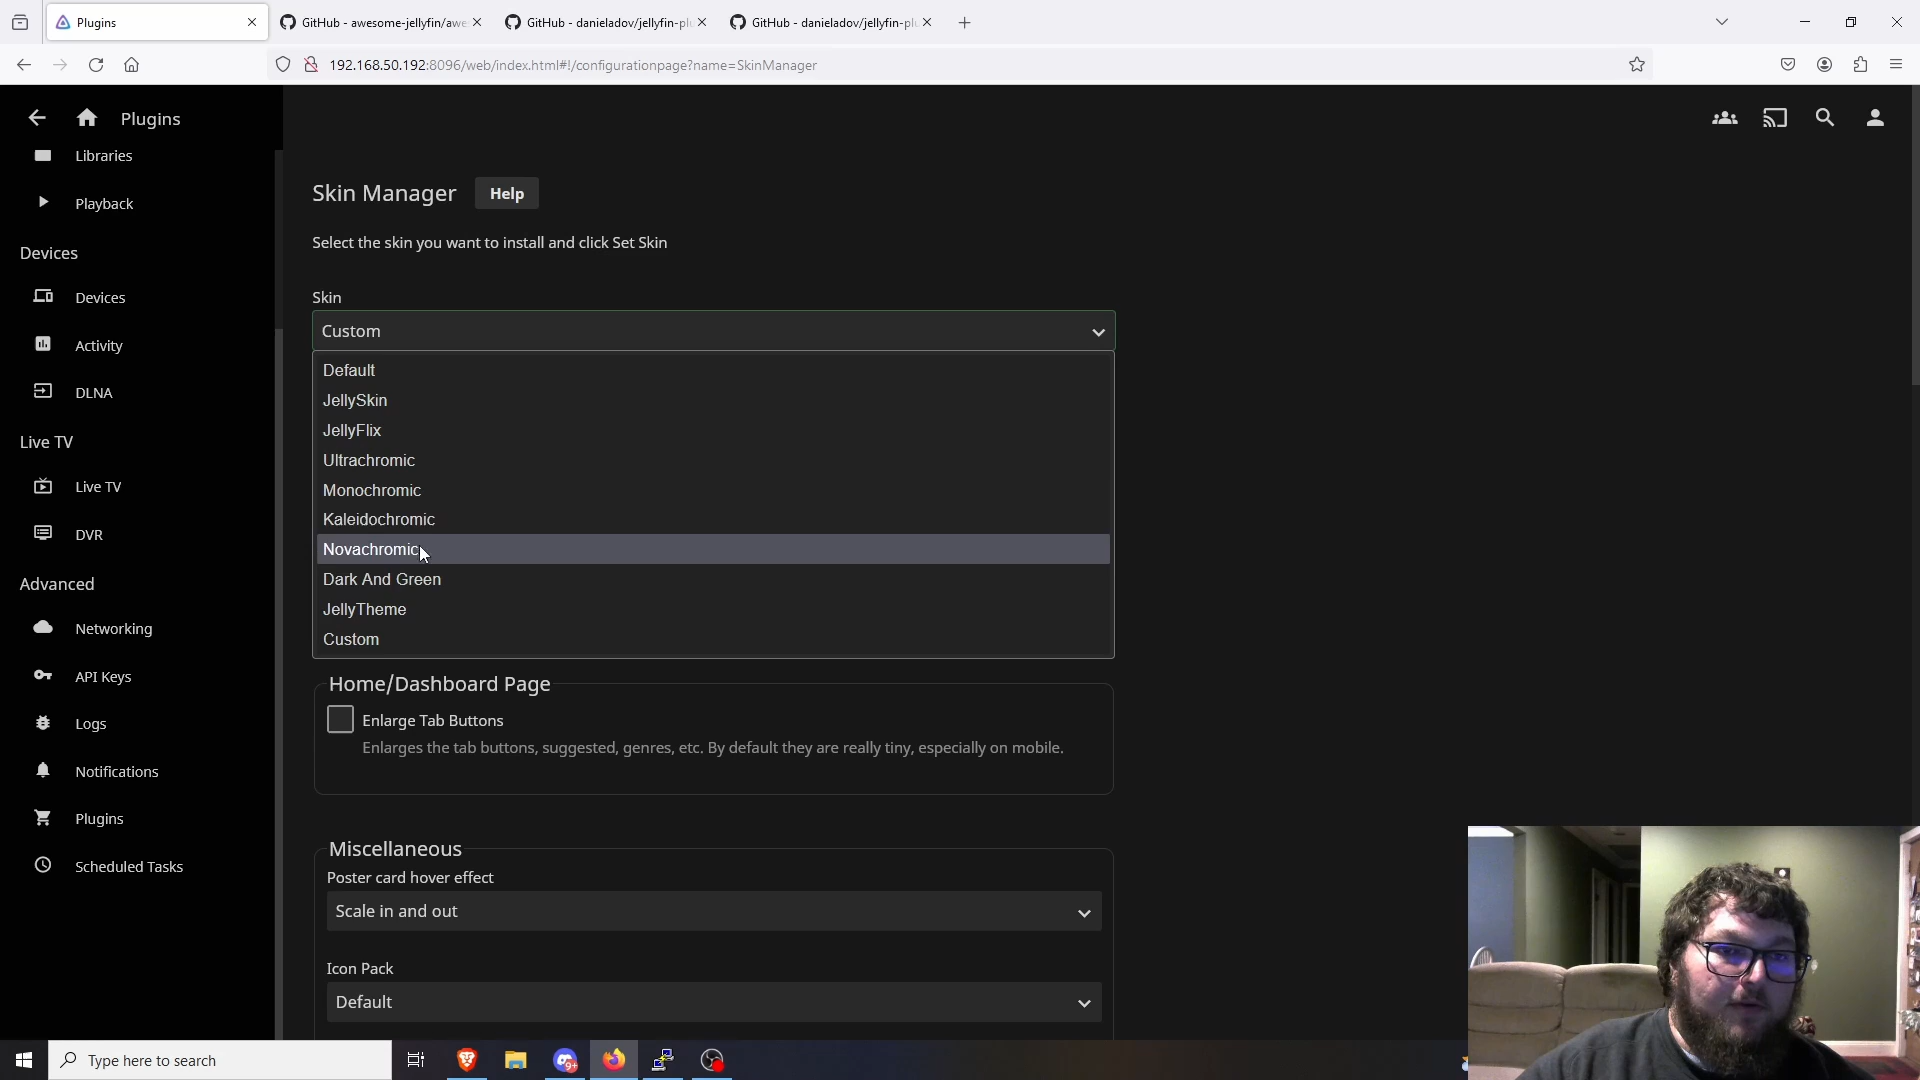 Plugins
GitHub - awesome-jellyfin/awe
GitHub - danieladov/jellyfin-plu
GitHub - danieladov/jellyfin-plu
192.168.50.192:8096/web/index.html#!/configurationpage?name=SkinManager
Plugins
Libraries
Playback
Devices
Devices
Activity
DLNA
Live TV
Live TV
DVR
Advanced
Networking
API Keys
Logs
Notifications
Plugins
Scheduled Tasks
Skin Manager
Help
Select the skin you want to install and click Set Skin
Skin
Custom
Default
JellySkin
JellyFlix
Ultrachromic
Monochromic
Kaleidochromic
Novachromic
Dark And Green
JellyTheme
Custom
Home/Dashboard Page
Enlarge Tab Buttons
Enlarges the tab buttons, suggested, genres, etc. By default they are really tiny, especially on mobile.
Miscellaneous
Poster card hover effect
Scale in and out
Icon Pack
Default
Type here to search
9+